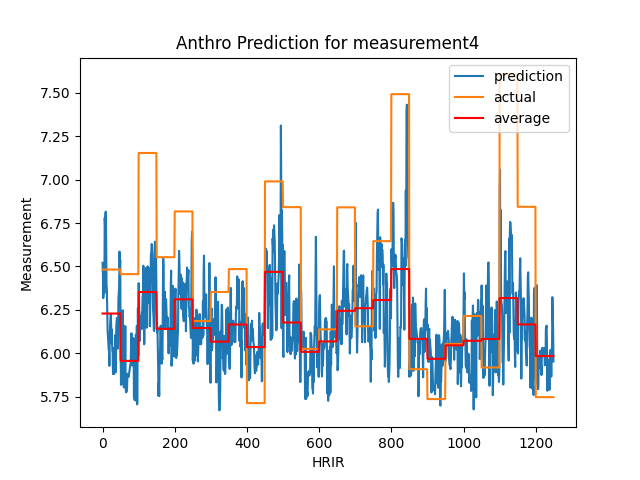 Anthro Prediction for measurement4
prediction
actual
average
7.50
7.25
7.00
6.75
6.50
6.25
6.00
5.75
Measurement
0
200
400
600
800
1000
1200
HRIR